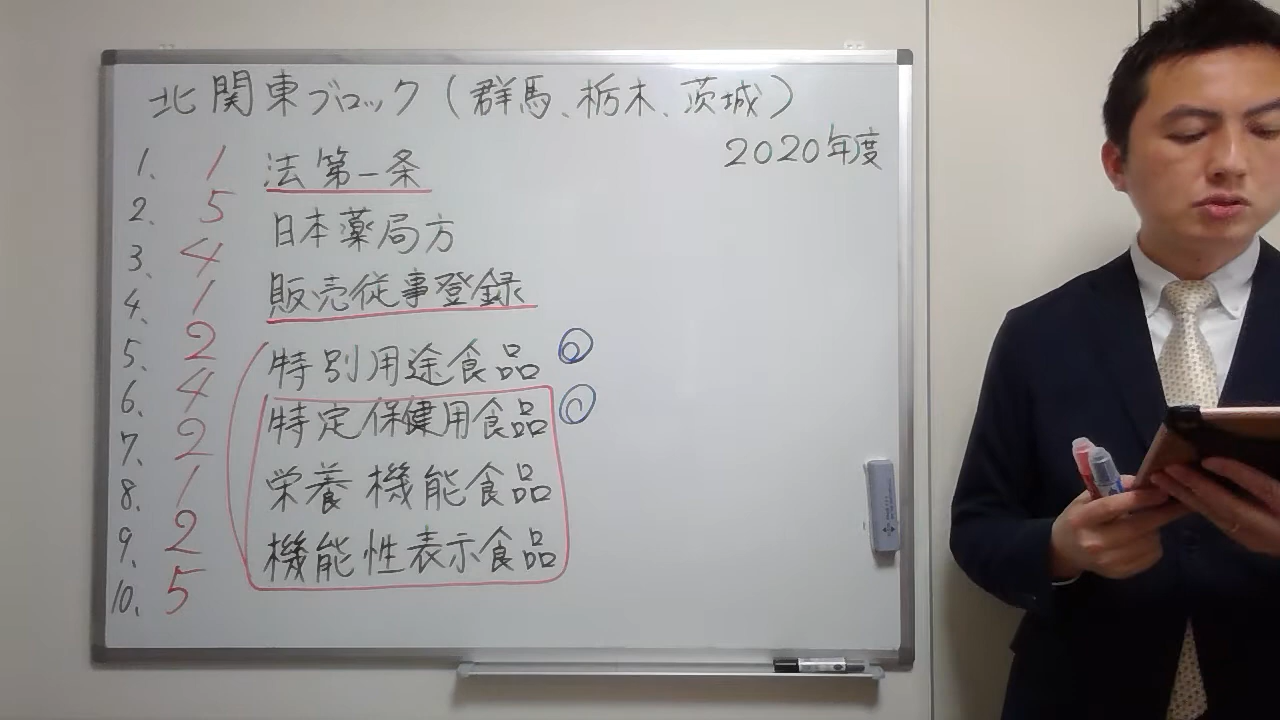 北関東ブロック（群馬、栃木、茨城）
2020年度
1. 1 法第一条
2. 5 日本薬局方
3. 4 販売従事登録
4. 1
5. 2 特別用途食品 ◎
6. 4 特定保健用食品 ◎
7. 2 栄養機能食品
8. 1
9. 2 機能性表示食品
10. 5